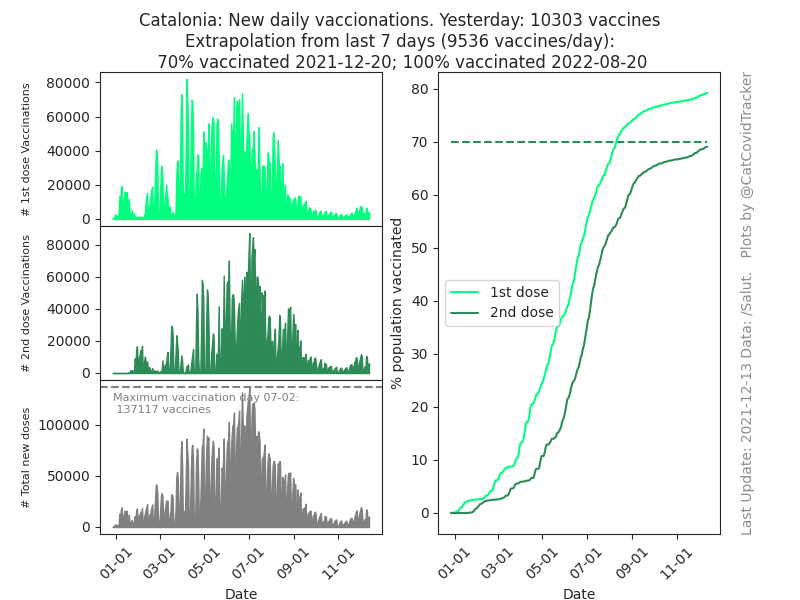 Catalonia: New daily vaccionations. Yesterday: 10303 vaccines
Extrapolation from last 7 days (9536 vaccines/day):
70% vaccinated 2021-12-20; 100% vaccinated 2022-08-20
# 1st dose Vaccinations
80000
60000
40000
20000
0
# 2nd dose Vaccinations
80000
60000
40000
20000
0
# Total new doses
100000
50000
0
Maximum vaccination day 07-02:
137117 vaccines
01-01
03-01
05-01
07-01
09-01
11-01
Date
% population vaccinated
80
70
60
50
40
30
20
10
0
1st dose
2nd dose
01-01
03-01
05-01
07-01
09-01
11-01
Date
Last Update: 2021-12-13 Data: /Salut. Plots by @CatCovidTracker